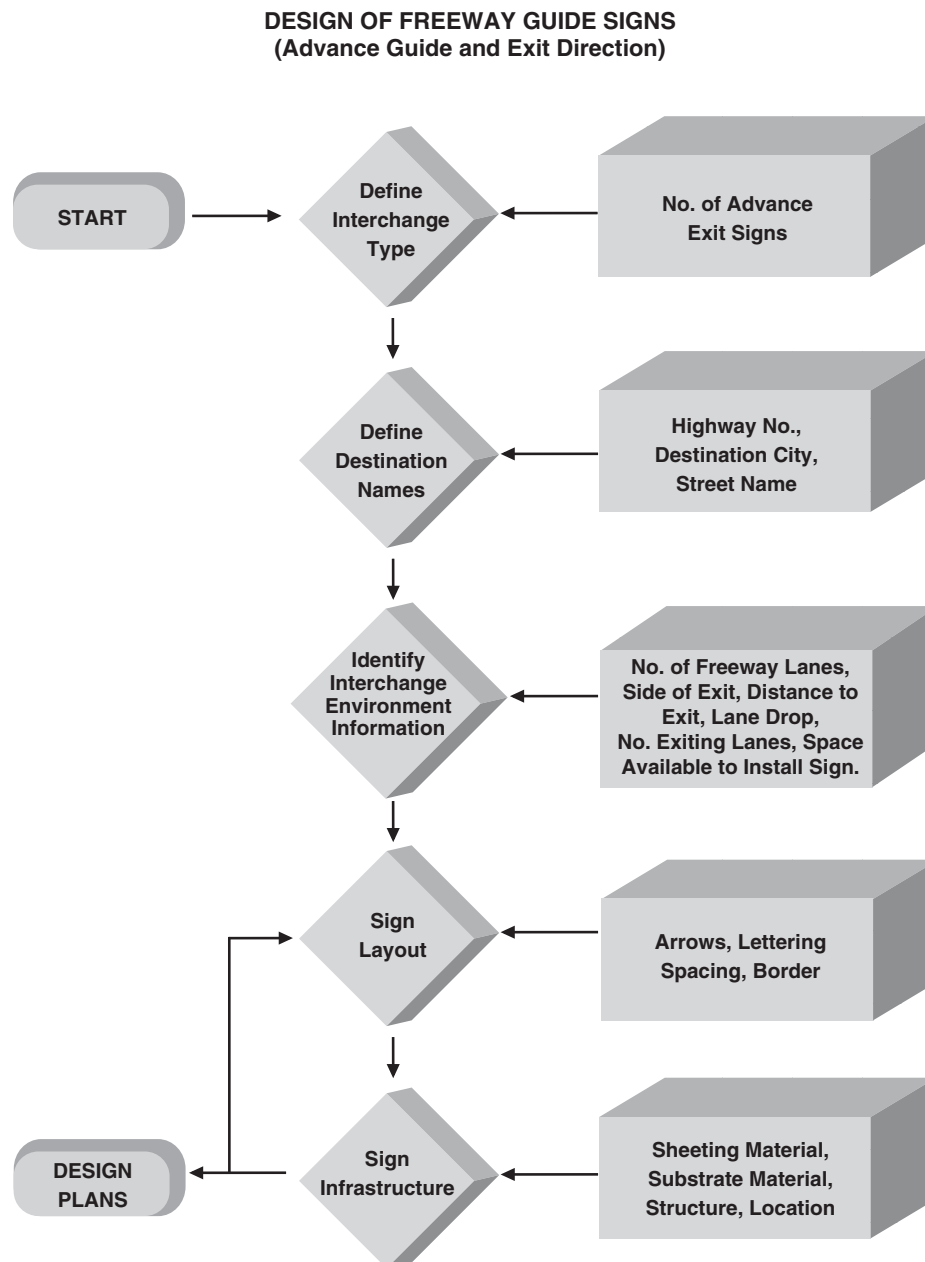 DESIGN OF FREEWAY GUIDE SIGNS
(Advance Guide and Exit Direction)
START
Define
Interchange
Type
No. of Advance
Exit Signs
Define
Destination
Names
Highway No.,
Destination City,
Street Name
Identify
Interchange
Environment
Information
No. of Freeway Lanes,
Side of Exit, Distance to
Exit, Lane Drop,
No. Exiting Lanes, Space
Available to Install Sign.
Sign
Layout
Arrows, Lettering
Spacing, Border
DESIGN
PLANS
Sign
Infrastructure
Sheeting Material,
Substrate Material,
Structure, Location